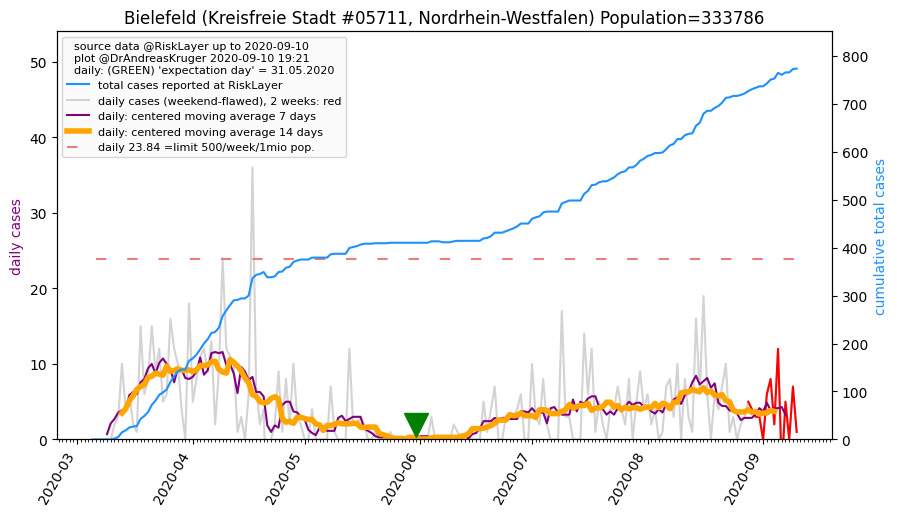 Bielefeld (Kreisfreie Stadt #05711, Nordrhein-Westfalen) Population=333786
source data @RiskLayer up to 2020-09-10
plot @DrAndreasKruger 2020-09-10 19:21
daily: (GREEN) 'expectation day' = 31.05.2020
total cases reported at RiskLayer
daily cases (weekend-flawed), 2 weeks: red
daily: centered moving average 7 days
daily: centered moving average 14 days
daily 23.84 =limit 500/week/1mio pop.
daily cases
50
40
30
20
10
0
cumulative total cases
800
700
600
500
400
300
200
100
0
2020-03
2020-04
2020-05
2020-06
2020-07
2020-08
2020-09